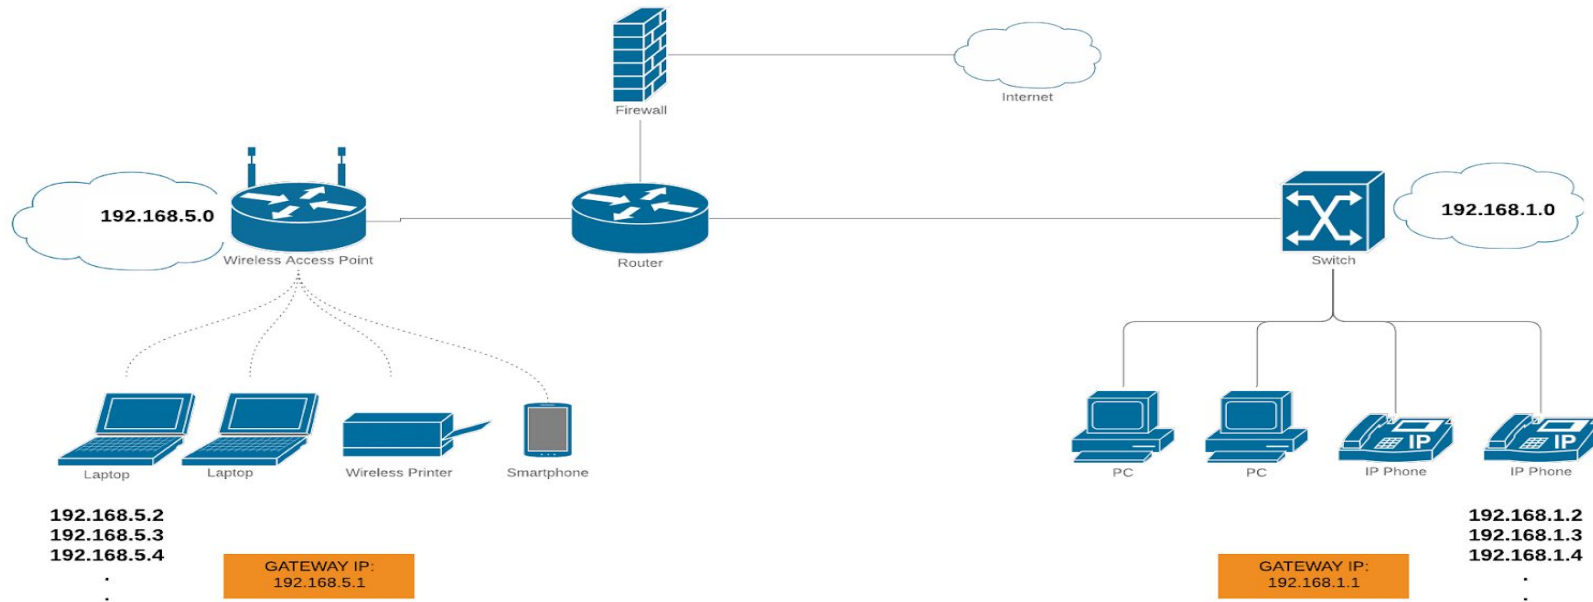 Firewall
Internet
192.168.5.0
Wireless Access Point
Router
Switch
192.168.1.0
Laptop
Laptop
Wireless Printer
Smartphone
PC
PC
IP
IP Phone
IP
IP Phone
192.168.5.2
192.168.5.3
192.168.5.4
.
.
GATEWAY IP:
192.168.5.1
GATEWAY IP:
192.168.1.1
192.168.1.2
192.168.1.3
192.168.1.4
.
.